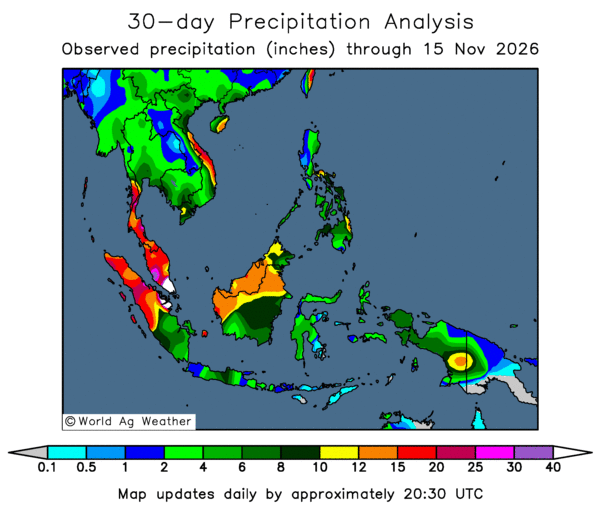 30-day Precipitation Analysis
Observed precipitation (inches) through 15 Nov 2026
©World Ag Weather
0.1 0.5 1 2 4 6 8 10 12 15 20 25 30 40
Map updates daily by approximately 20:30 UTC